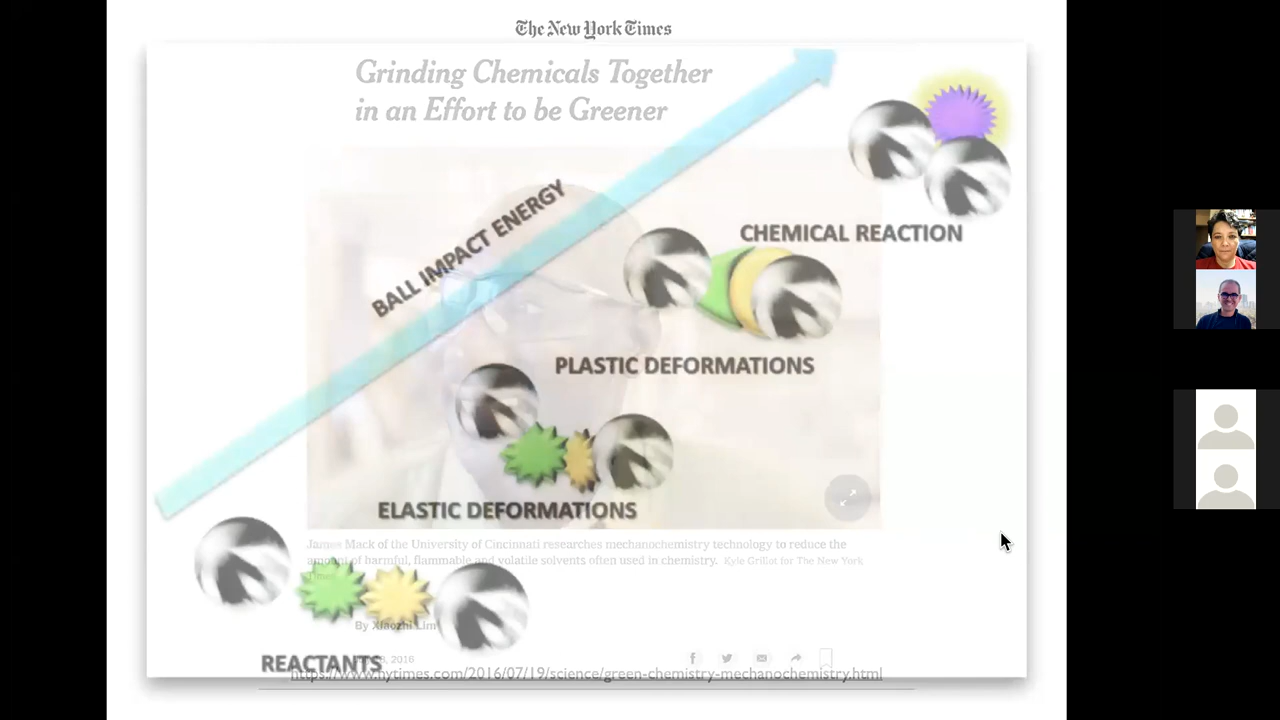 The New York Times
Grinding Chemicals Together
in an Effort to be Greener
BALL IMPACT ENERGY
CHEMICAL REACTION
PLASTIC DEFORMATIONS
ELASTIC DEFORMATIONS
James Mack of the University of Cincinnati researches mechanochemistry technology to reduce the
amount of harmful, flammable and volatile solvents often used in chemistry. Kyle Grillot for The New York
By Xiaozhi Lim
REACTANTS
2016
https://www.nytimes.com/2016/07/19/science/green-chemistry-mechanochemistry.html